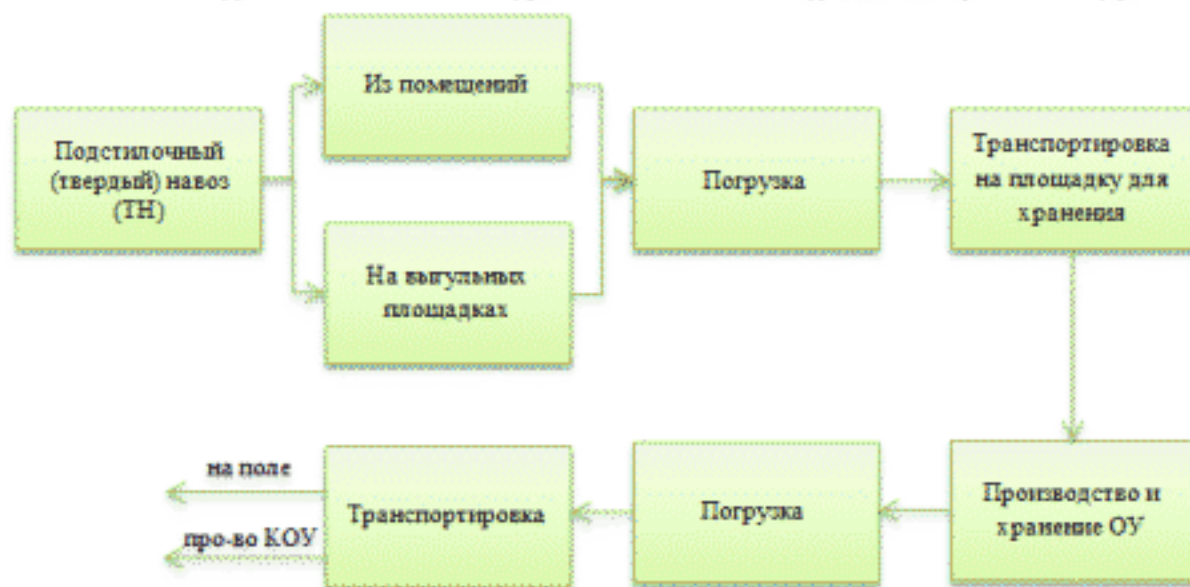 Подстилочный
(твердый) навоз
(ТН)
Из помещений
На выгульных
площадках
Погрузка
Транспортировка
на площадку для
хранения
Производство и
хранение ОУ
Погрузка
Транспортировка
на поле
про-во КОУ